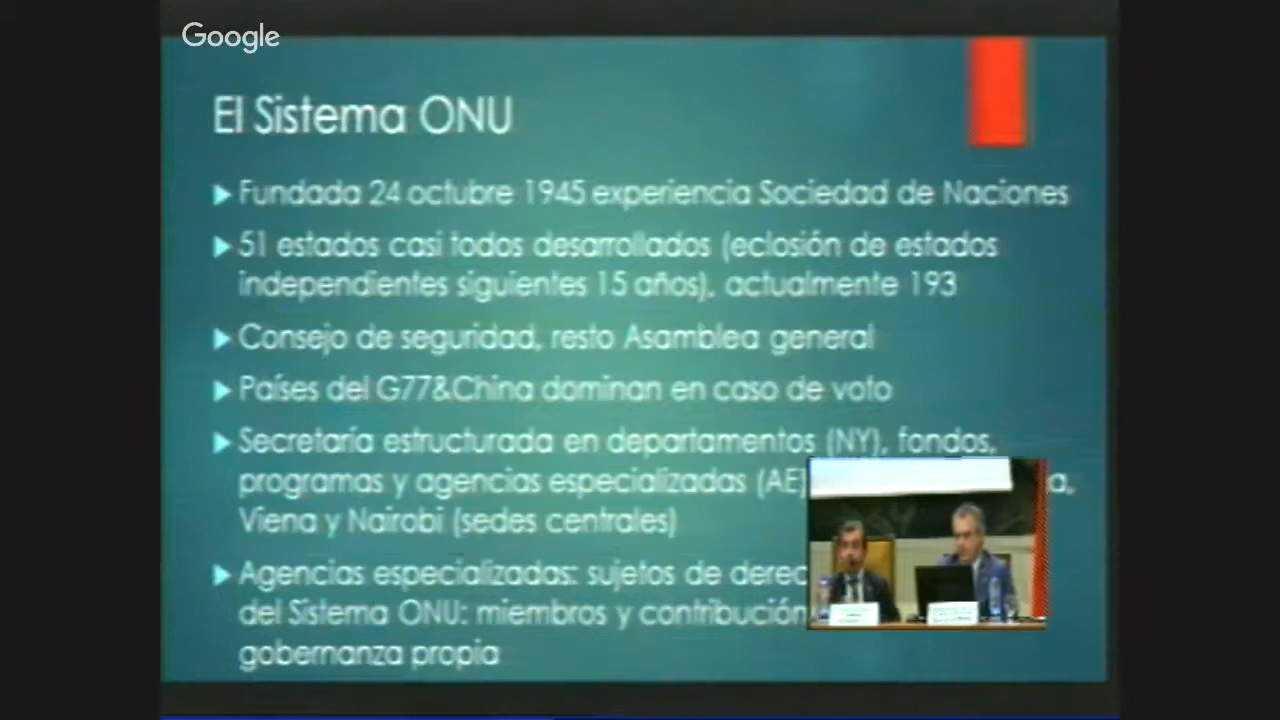 Google
El Sistema ONU
Fundada 24 octubre 1945 experiencia Sociedad de Naciones
51 estados casi todos desarrollados (eclosión de estados
independientes siguientes 15 años), actualmente 193
Consejo de seguridad, resto Asamblea general
Países del G77&China dominan en caso de voto
Secretaría estructurada en departamentos (NY), fondos,
programas y agencias especializadas (AE)
Viena y Nairobi (sedes centrales)
Agencias especializadas: sujetos de
del Sistema ONU: miembros y contribución
gobernanza propia